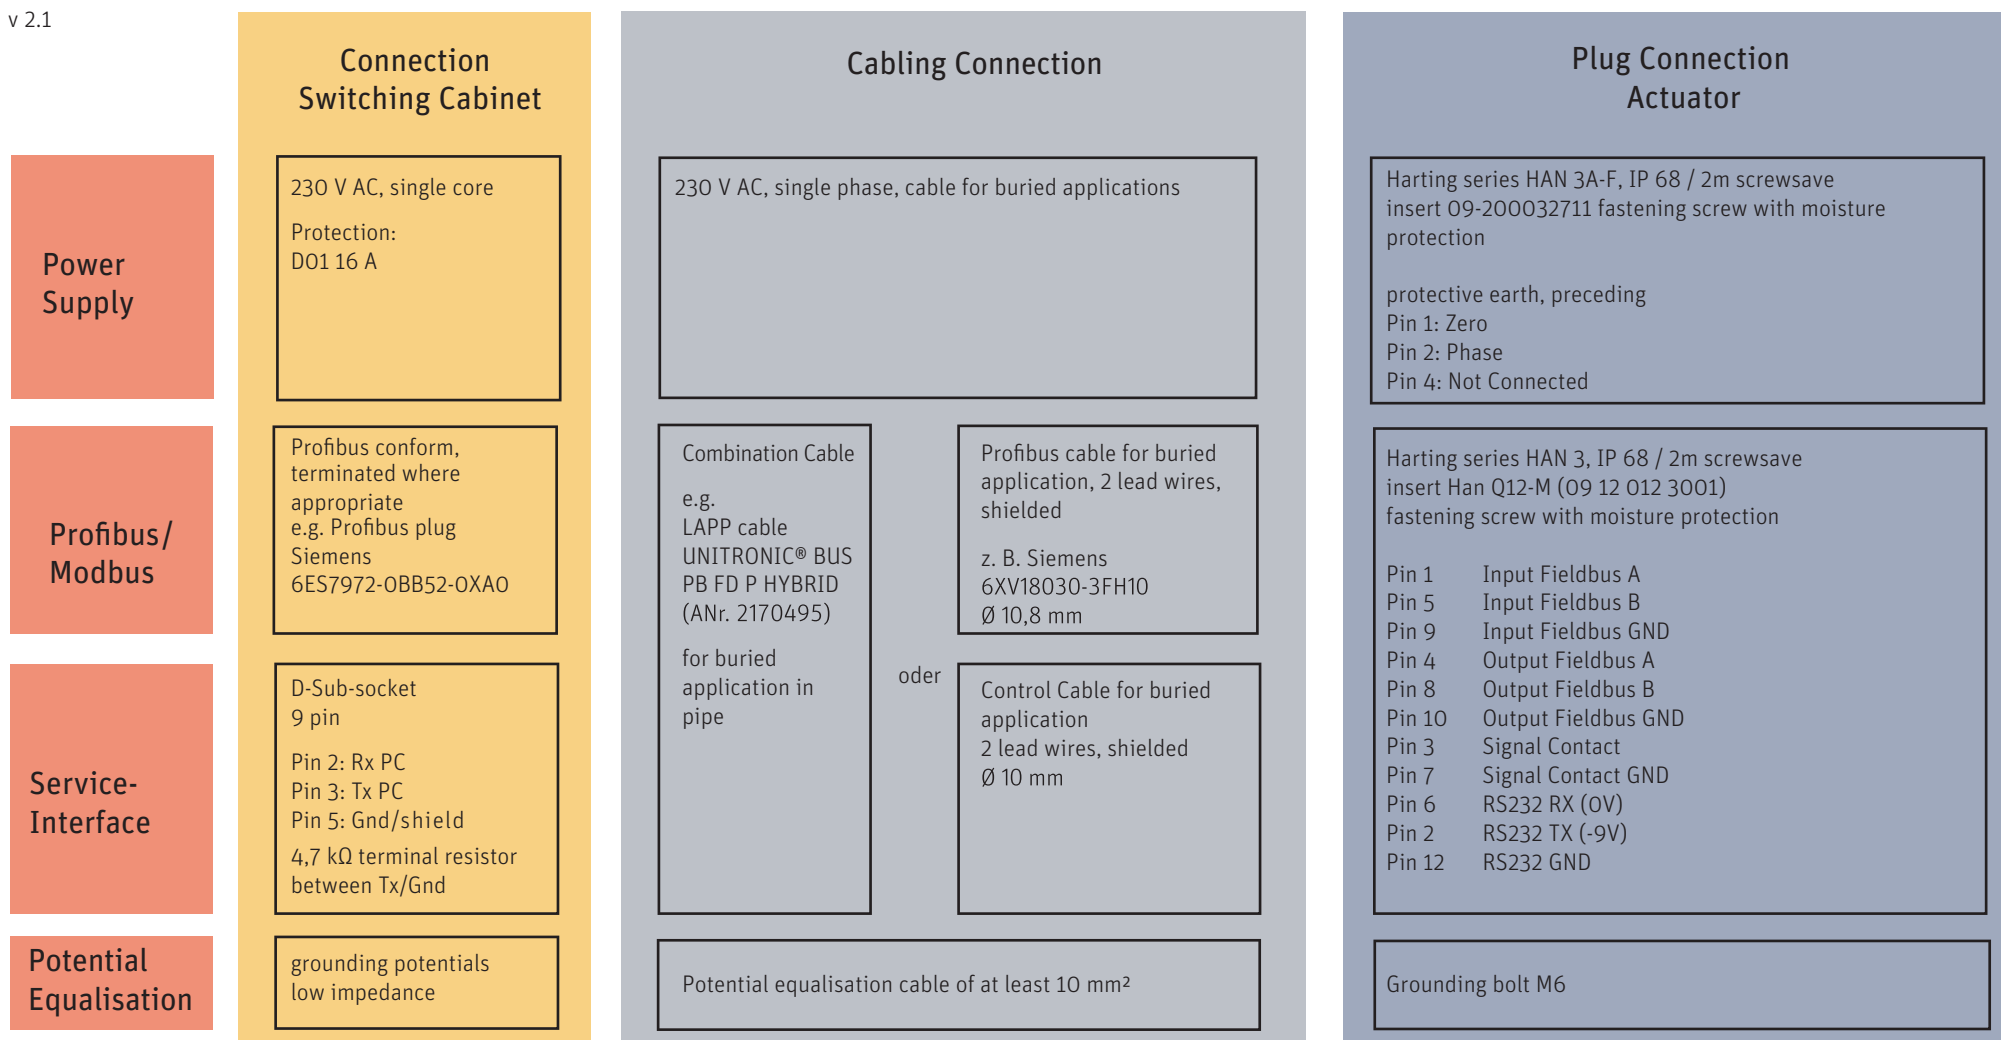 v 2.1
Connection
Switching Cabinet
Cabling Connection
Plug Connection
Actuator
Power
Supply
230 V AC, single core
Protection:
D01 16 A
230 V AC, single phase, cable for buried applications
Harting series HAN 3A-F, IP 68 / 2m screwsave
insert 09-200032711 fastening screw with moisture
protection
protective earth, preceding
Pin 1: Zero
Pin 2: Phase
Pin 4: Not Connected
Profibus/
Modbus
Profibus conform,
terminated where
appropriate
e.g. Profibus plug
Siemens
6ES7972-0BB52-0XA0
Combination Cable
e.g.
LAPP cable
UNITRONIC® BUS
PB FD P HYBRID
(ANr. 2170495)
for buried
application in
pipe
oder
Profibus cable for buried
application, 2 lead wires,
shielded
z. B. Siemens
6XV18030-3FH10
Ø 10,8 mm
Harting series HAN 3, IP 68 / 2m screwsave
insert Han Q12-M (09 12 012 3001)
fastening screw with moisture protection
Pin 1 Input Fieldbus A
Pin 5 Input Fieldbus B
Pin 9 Input Fieldbus GND
Pin 4 Output Fieldbus A
Pin 8 Output Fieldbus B
Pin 10 Output Fieldbus GND
Pin 3 Signal Contact
Pin 7 Signal Contact GND
Pin 6 RS232 RX (0V)
Pin 2 RS232 TX (-9V)
Pin 12 RS232 GND
Service-
Interface
D-Sub-socket
9 pin
Pin 2: Rx PC
Pin 3: Tx PC
Pin 5: Gnd/shield
4,7 kΩ terminal resistor
between Tx/Gnd
Control Cable for buried
application
2 lead wires, shielded
Ø 10 mm
Potential
Equalisation
grounding potentials
low impedance
Potential equalisation cable of at least 10 mm²
Grounding bolt M6